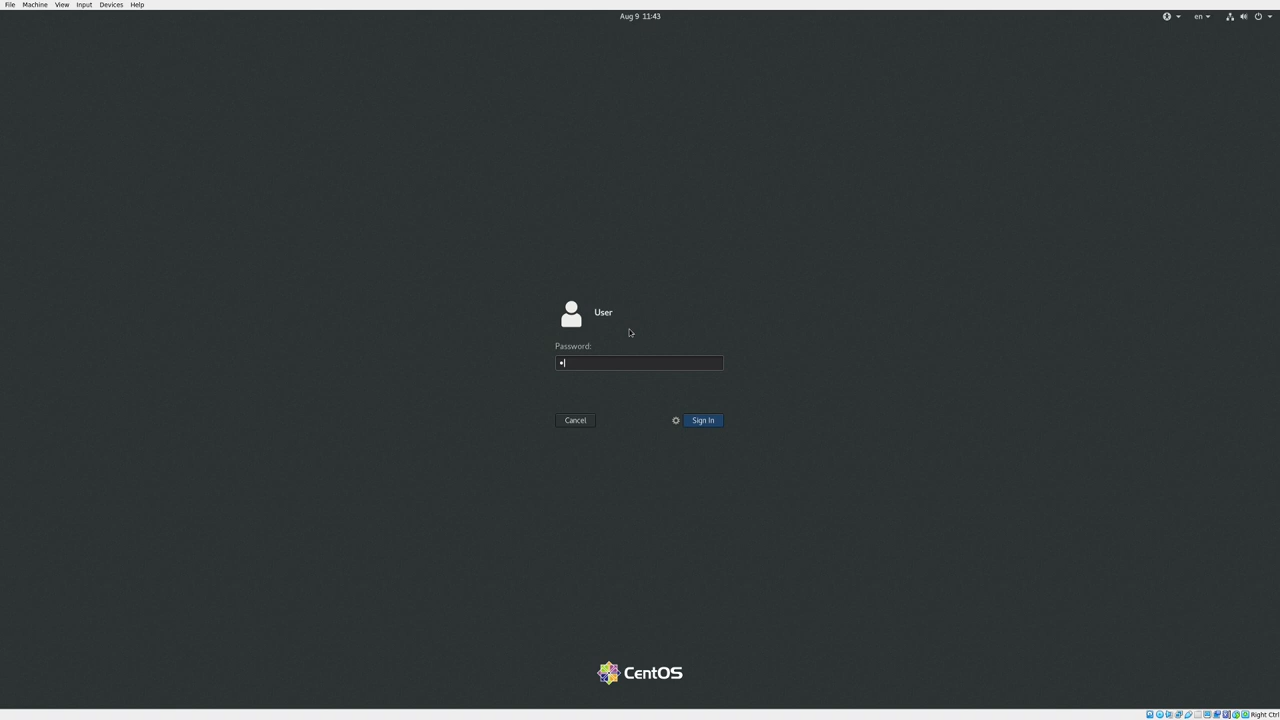 File Machine View Input Devices Help
Aug 9 11:43
en
User
Password:
Cancel
Sign In
CentOS
Right Ctrl